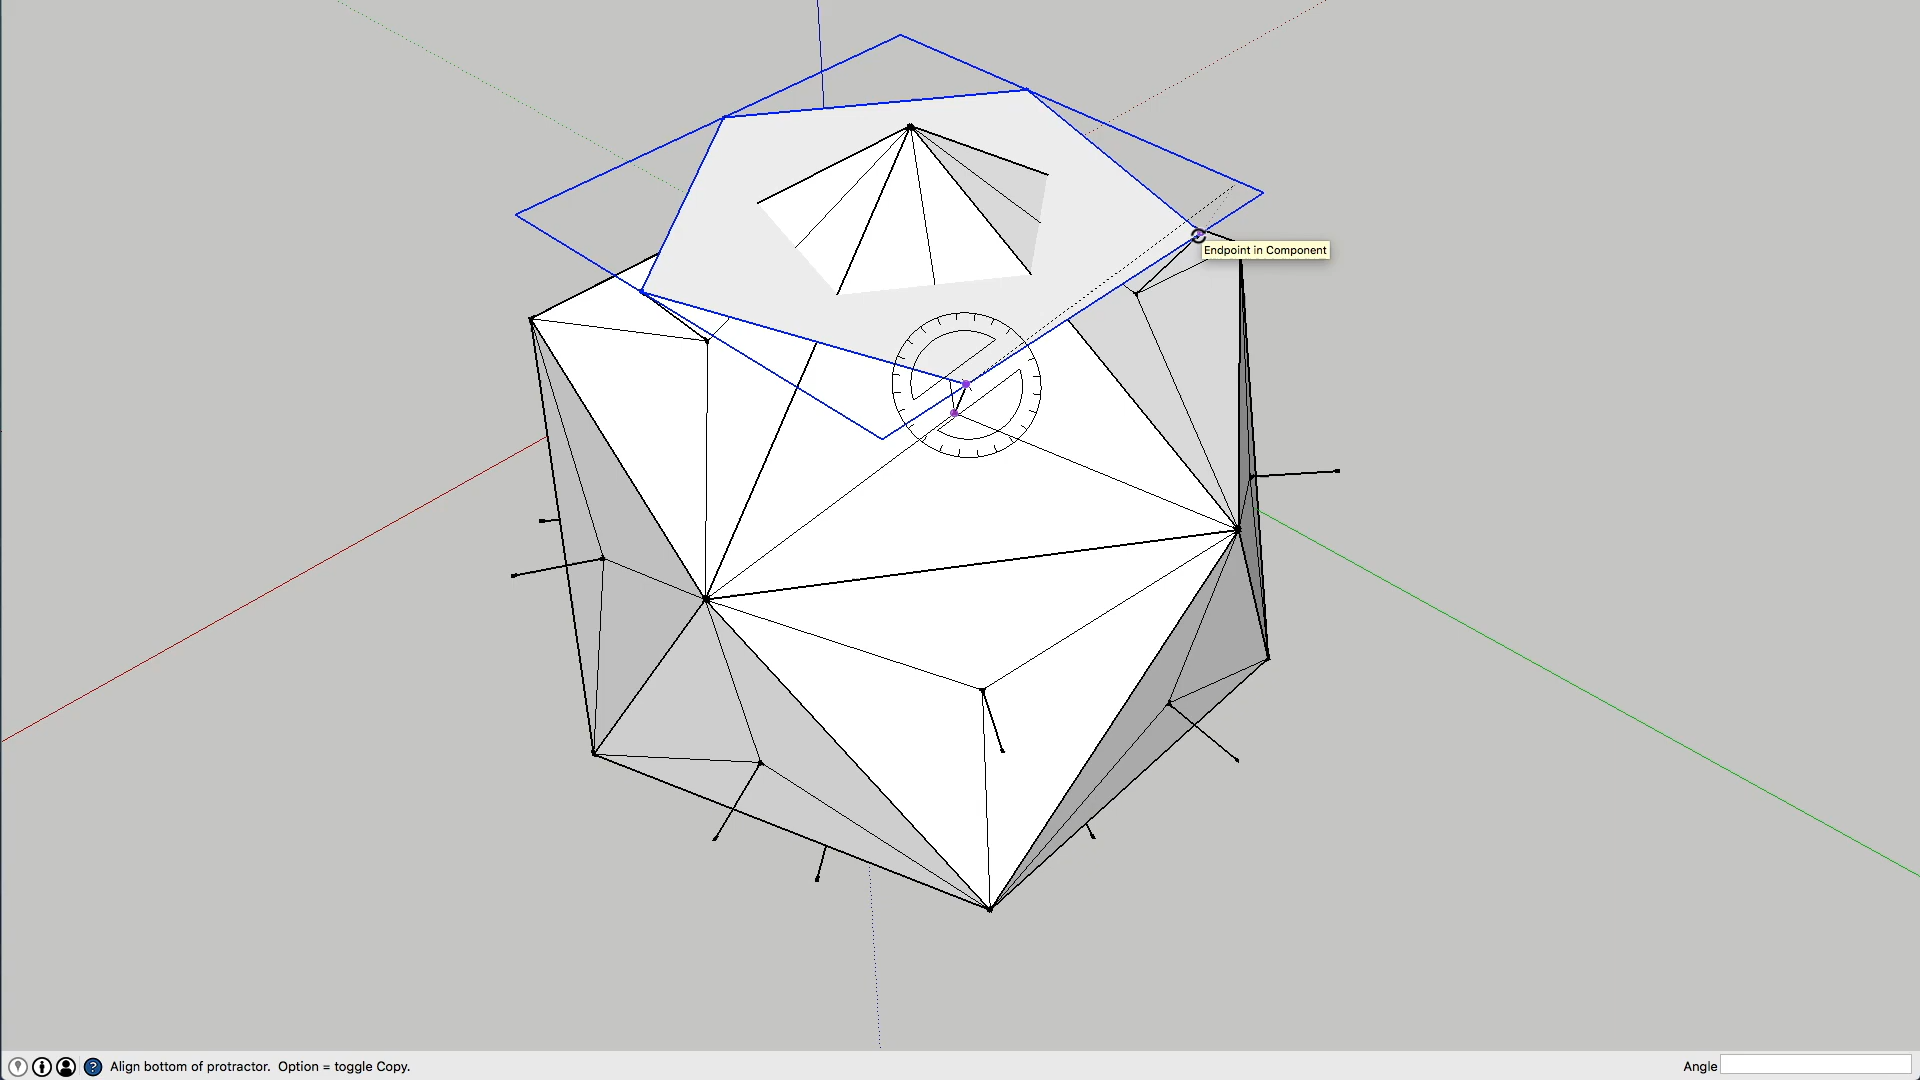 Endpoint in Component
Align bottom of protractor. Option = toggle Copy.
Angle